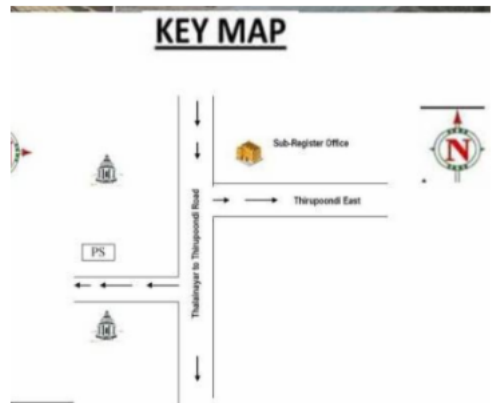 KEY MAP
Sub-Register Office
N
Thirupoondi East
Thalainayar to Thirupoondi Road
PS